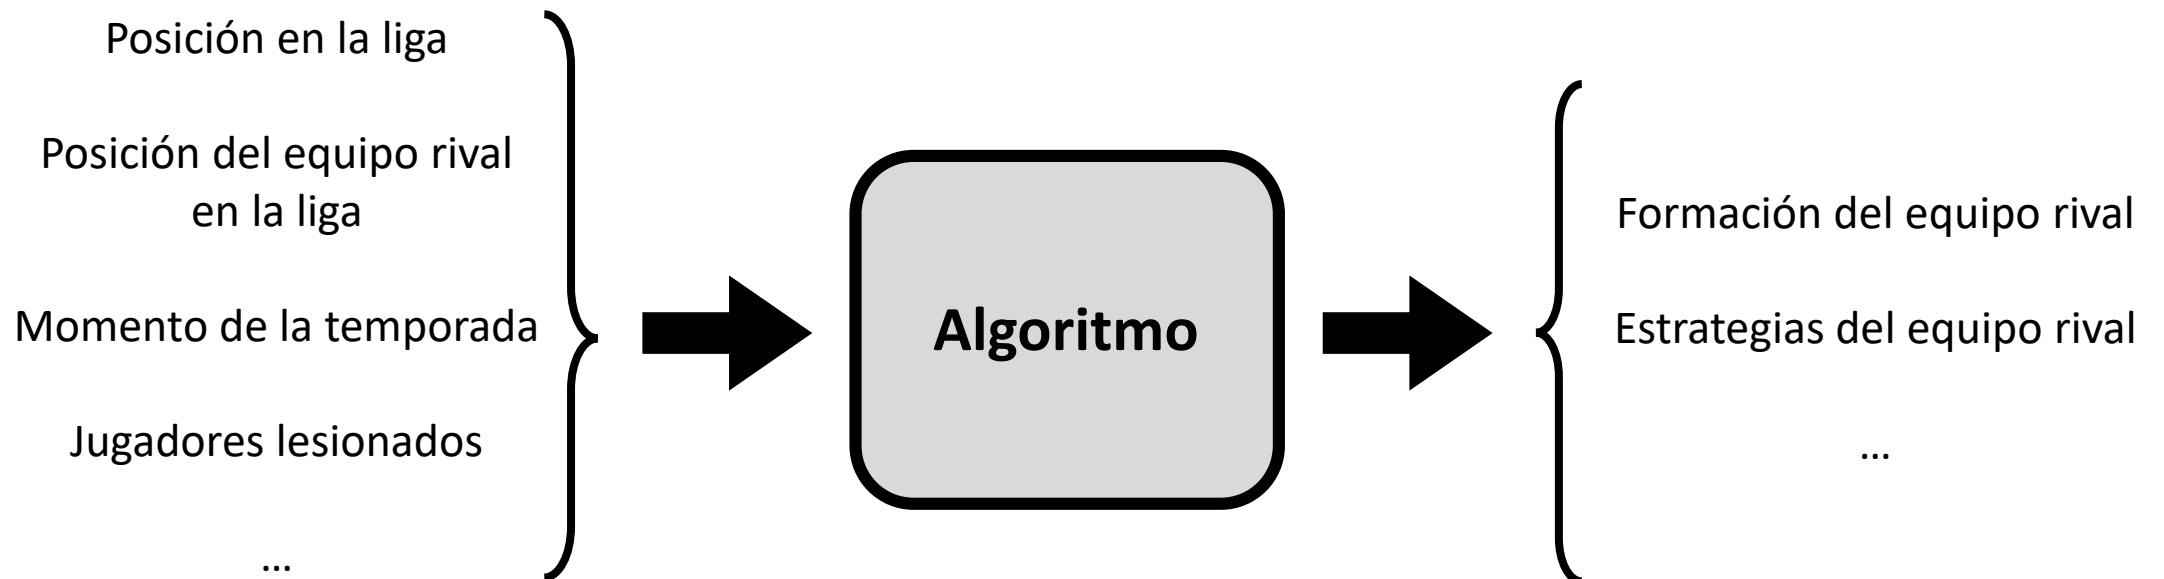 Posición en la liga
Posición del equipo rival
en la liga
Momento de la temporada
Jugadores lesionados
...
Algoritmo
Formación del equipo rival
Estrategias del equipo rival
...